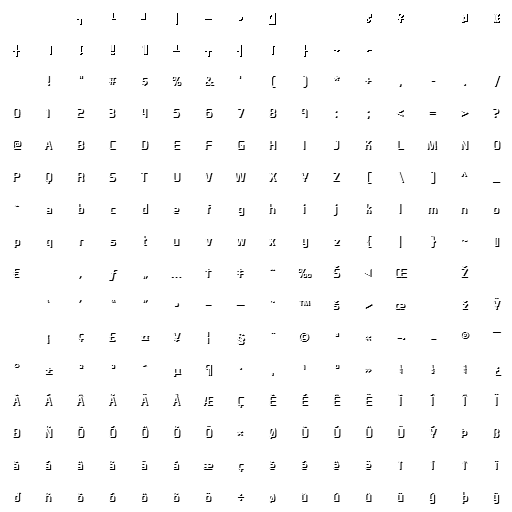 ! " # $ % & ' ( ) * + , - . /
0 1 2 3 4 5 6 7 8 9 : ; < = > ?
@ A B C D E F G H I J K L M N O
P Q R S T U V W X Y Z [ \ ] ^ _
` a b c d e f g h i j k l m n o
p q r s t u v w x y z { | } ~
€ ‚ ƒ „ … † ‡ ˆ ‰ Š ‹ Œ Ž
‘ ’ “ ” • – — ˜ ™ š › œ ž Ÿ
¡ ¢ £ ¤ ¥ ¦ § ¨ © ª « ¬ - ® ¯
° ± ² ³ ´ µ ¶ · ¸ ¹ º » ¼ ½ ¾ ¿
À Á Â Ã Ä Å Æ Ç È É Ê Ë Ì Í Î Ï
Ð Ñ Ò Ó Ô Õ Ö × Ø Ù Ú Û Ü Ý Þ ß
à á â ã ä å æ ç è é ê ë ì í î ï
ð ñ ò ó ô õ ö ÷ ø ù ú û ü ý þ ÿ